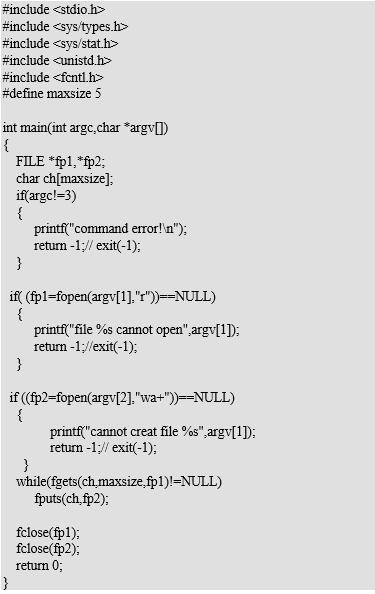 #include <stdio.h>
#include <sys/types.h>
#include <sys/stat.h>
#include <unistd.h>
#include <fcntl.h>
#define maxsize 5

int main(int argc,char *argv[])
{
    FILE *fp1,*fp2;
    char ch[maxsize];
    if(argc!=3)
    {
         printf("command error!\n");
         return -1;// exit(-1);
    }

  if( (fp1=fopen(argv[1],"r"))==NULL)
    {
         printf("file %s cannot open",argv[1]);
         return -1;//exit(-1);
    }

  if ((fp2=fopen(argv[2],"wa+"))==NULL)
    {
             printf("cannot creat file %s",argv[1]);
             return -1;// exit(-1);
      }
    while(fgets(ch,maxsize,fp1)!=NULL)
         fputs(ch,fp2);

    fclose(fp1);
    fclose(fp2);
    return 0;
}